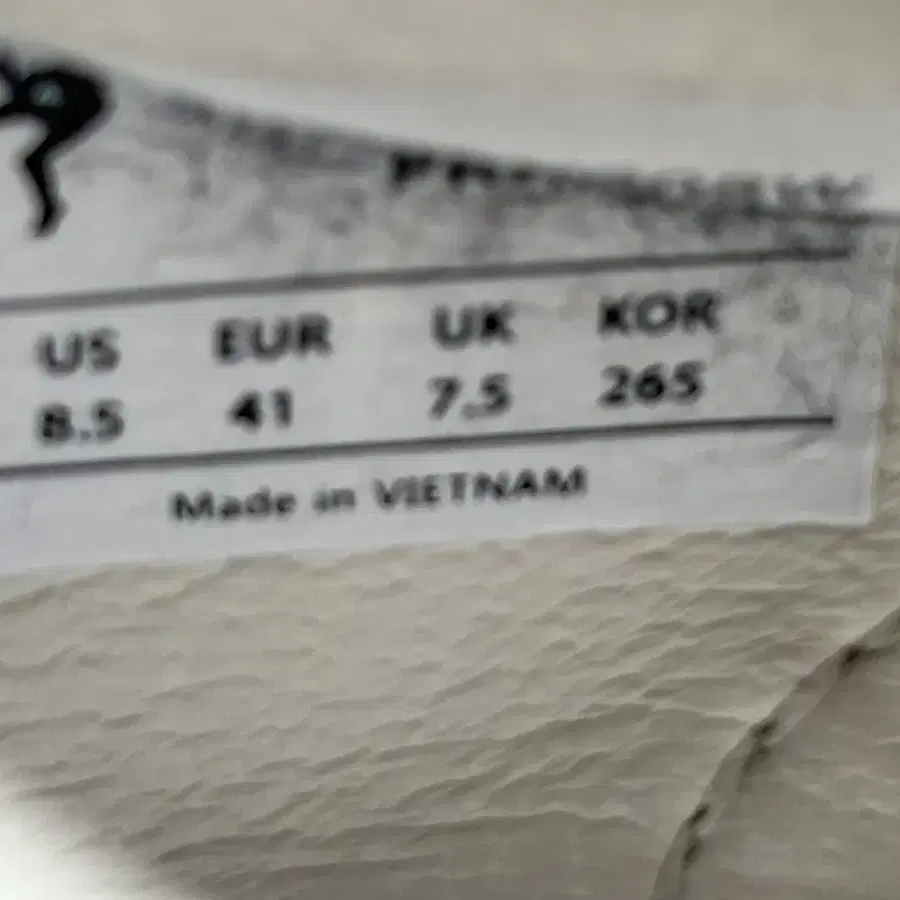 US EUR UK KOR
8.5 41 7.5 265
Made in VIETNAM